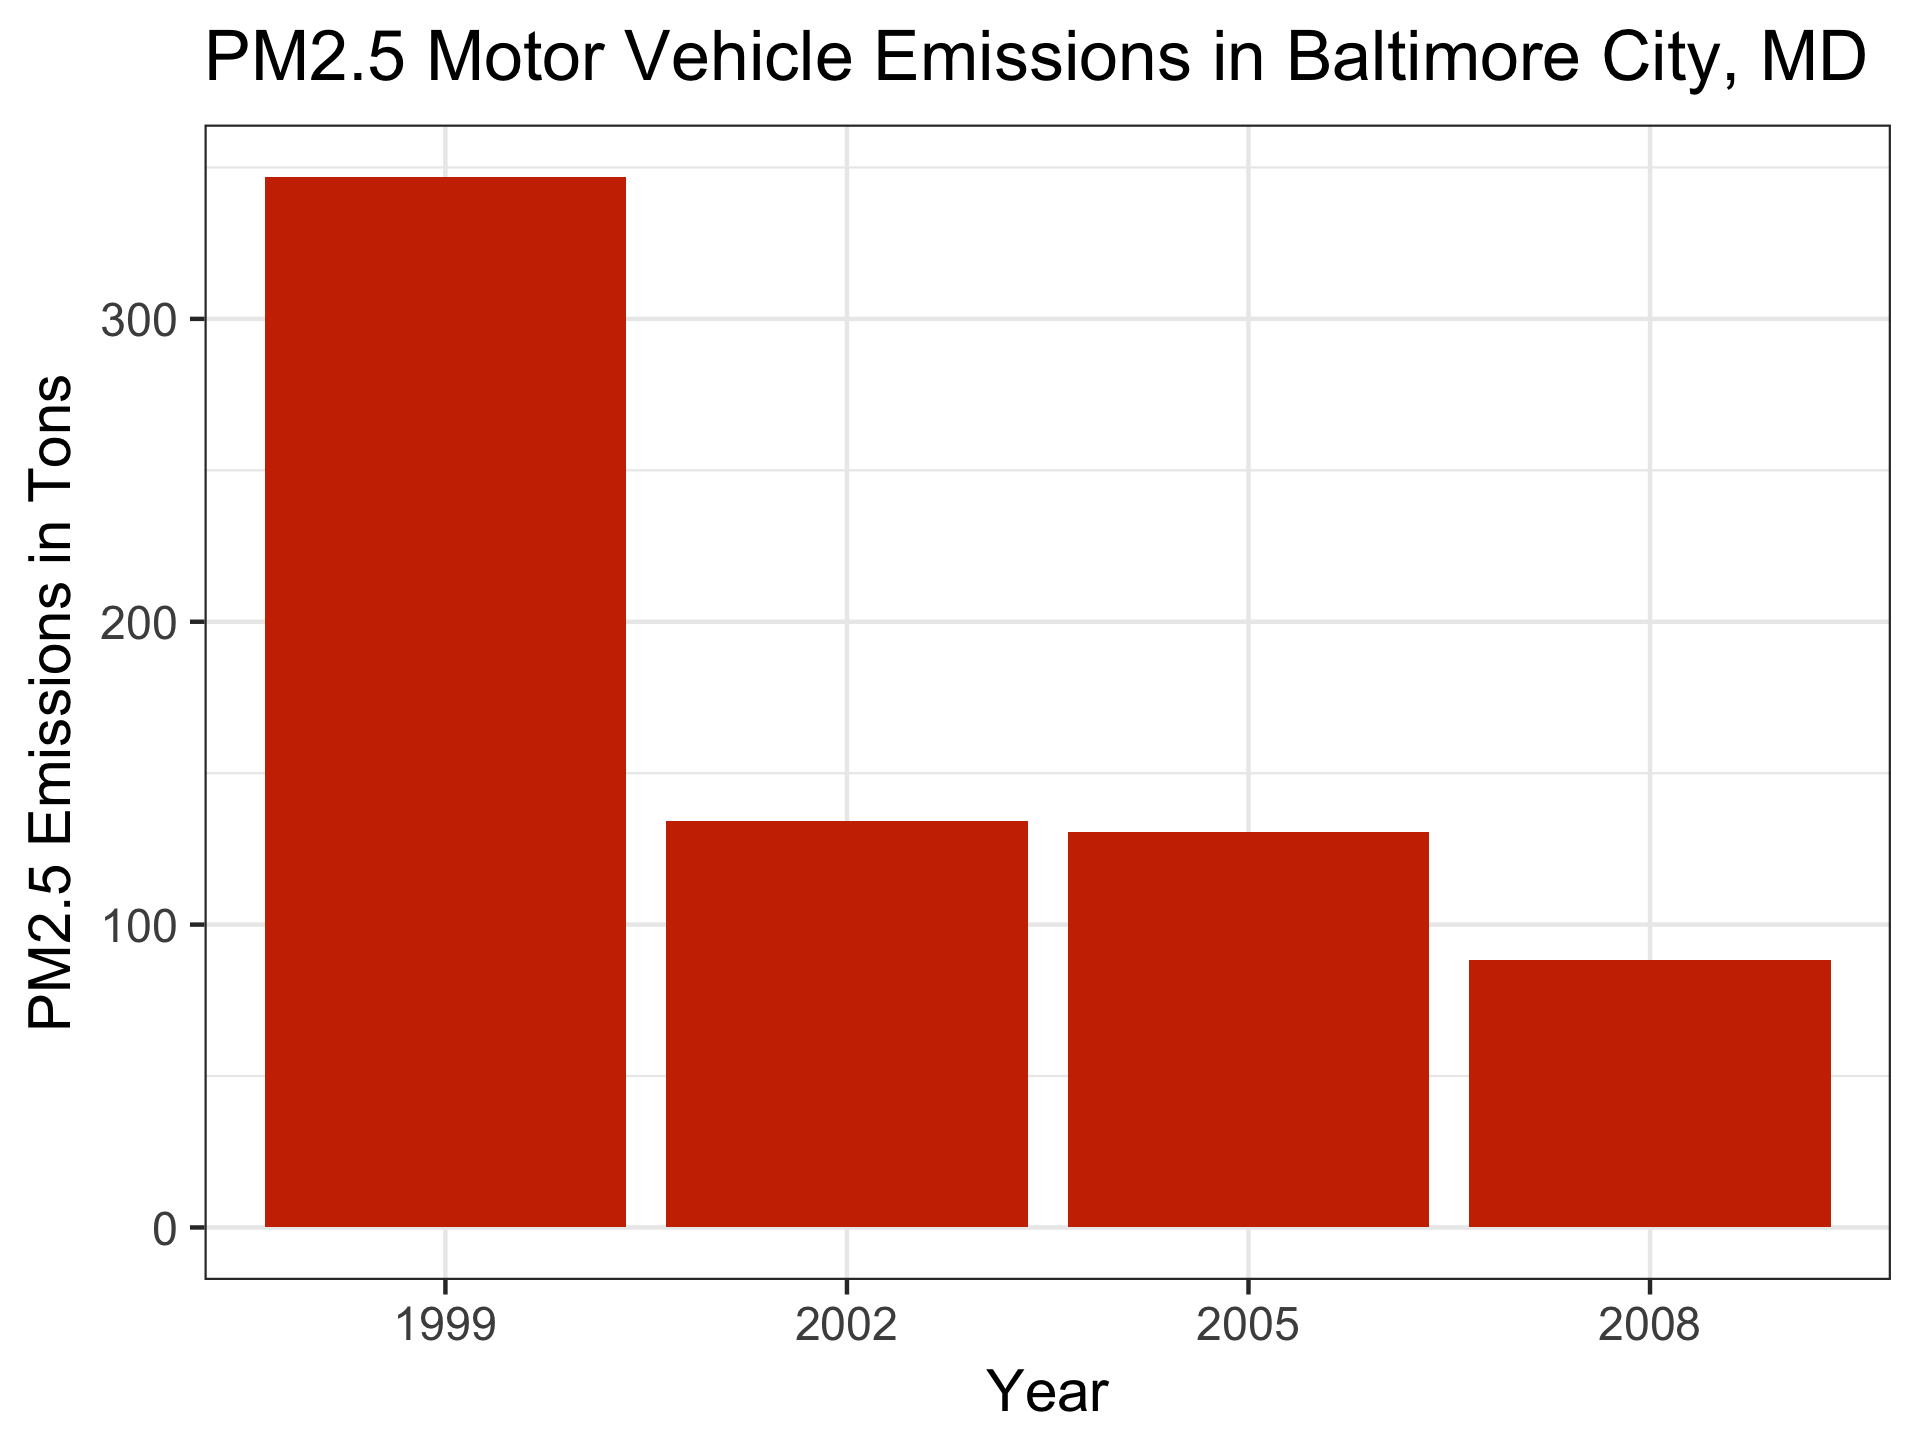 PM2.5 Motor Vehicle Emissions in Baltimore City, MD
PM2.5 Emissions in Tons
300
200
100
0
1999
2002
2005
2008
Year